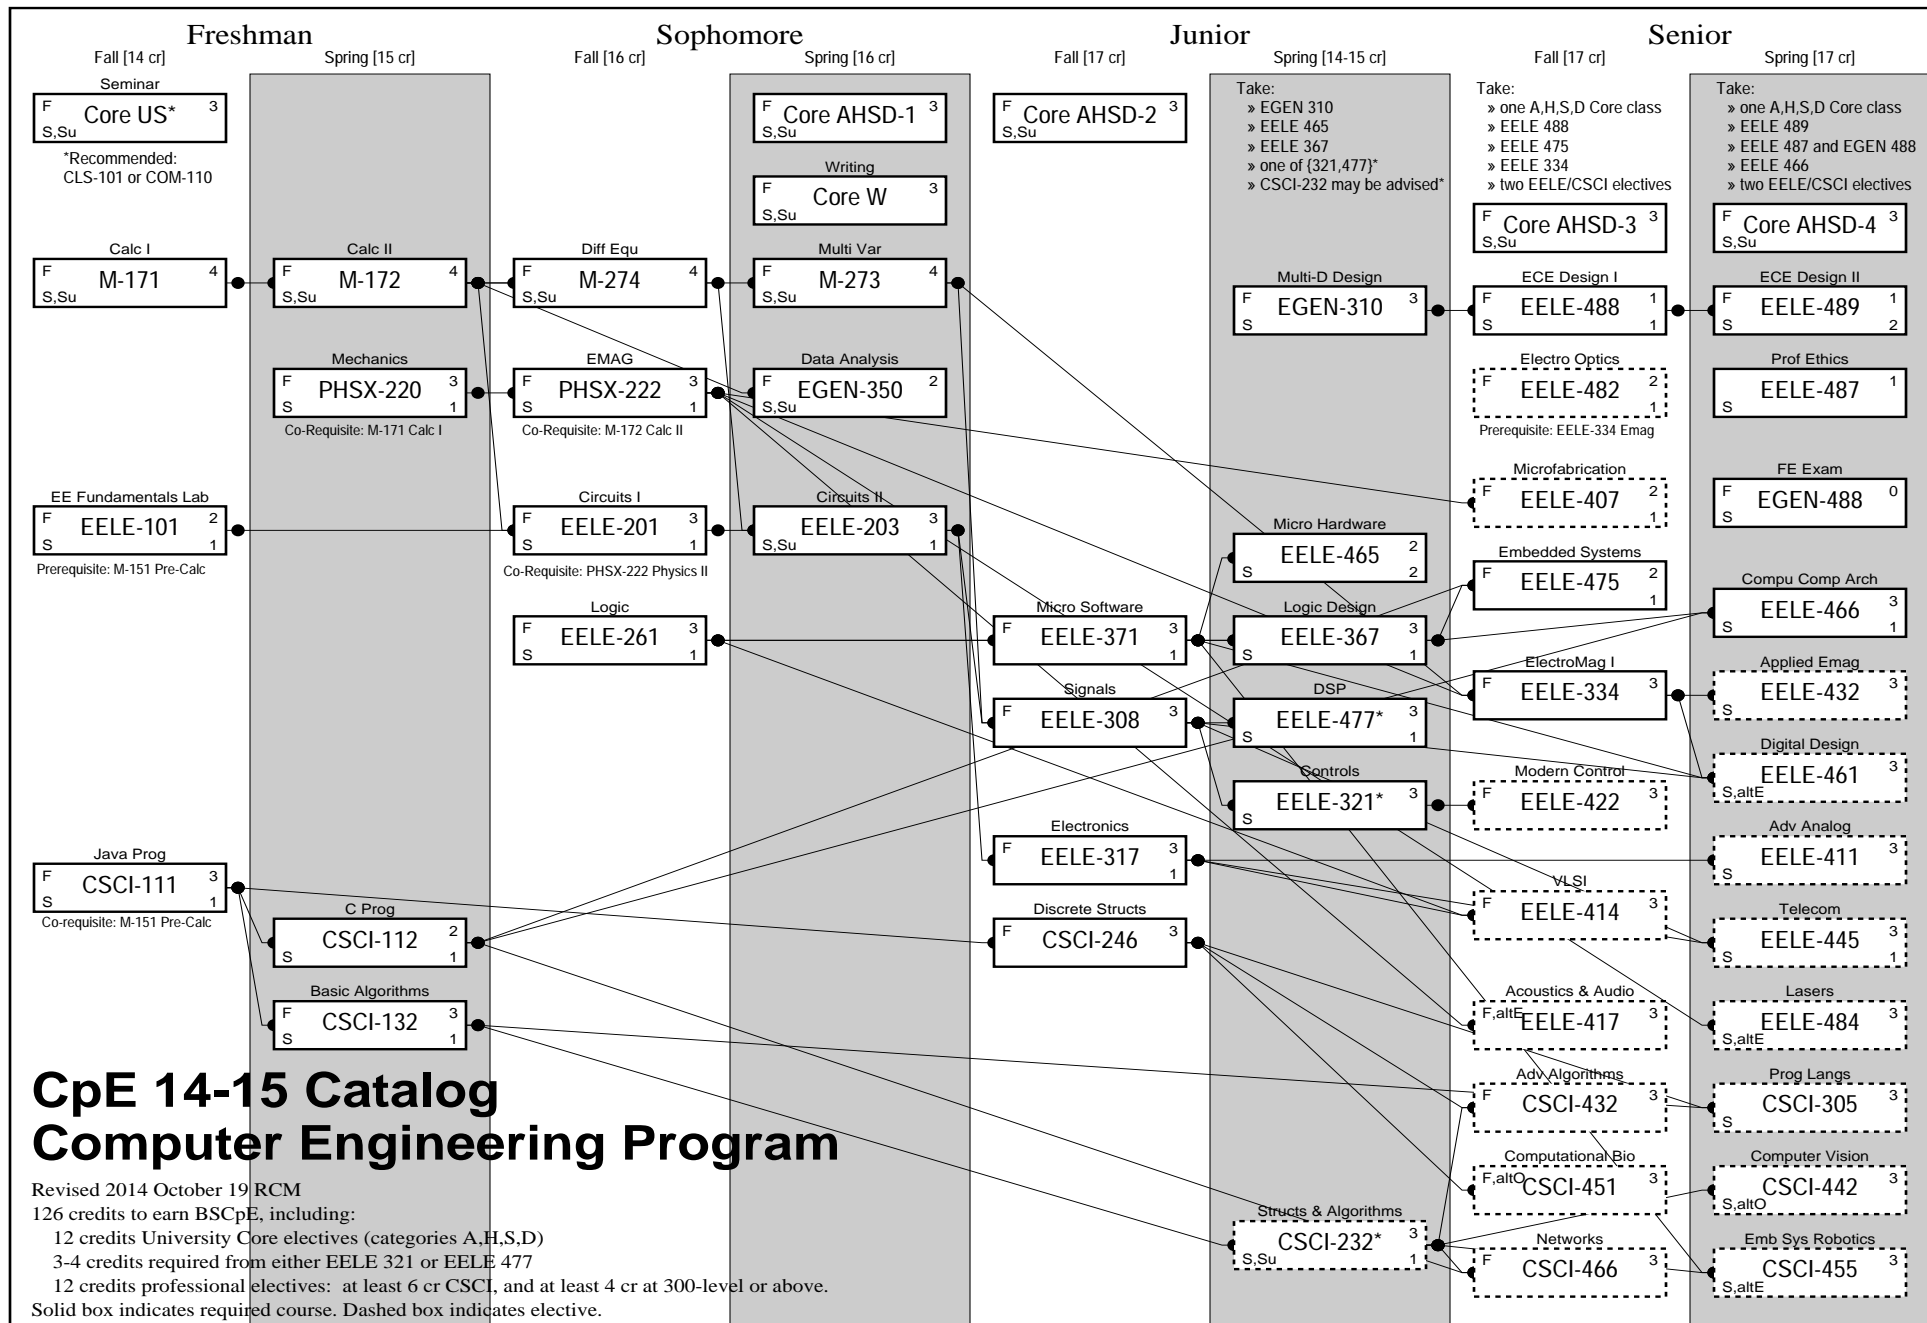 Freshman
Sophomore
Junior
Senior
Fall [14 cr]
Spring [15 cr]
Fall [16 cr]
Spring [16 cr]
Fall [17 cr]
Spring [14-15 cr]
Fall [17 cr]
Spring [17 cr]
Seminar
F Core US* 3
S,Su
*Recommended:
CLS-101 or COM-110
Calc I
F M-171 4
S,Su
EE Fundamentals Lab
F EELE-101 2
S 1
Prerequisite: M-151 Pre-Calc
Java Prog
F CSCI-111 3
S 1
Co-requisite: M-151 Pre-Calc
Calc II
F M-172 4
S,Su
Mechanics
F PHSX-220 3
S 1
Co-Requisite: M-171 Calc I
C Prog
CSCI-112 2
S 1
Basic Algorithms
F CSCI-132 3
S 1
Diff Equ
F M-274 4
S,Su
EMAG
F PHSX-222 3
S 1
Co-Requisite: M-172 Calc II
Circuits I
F EELE-201 3
S 1
Co-Requisite: PHSX-222 Physics II
Logic
F EELE-261 3
S 1
F Core AHSD-1 3
S,Su
Writing
F Core W 3
S,Su
Multi Var
F M-273 4
S,Su
Data Analysis
F EGEN-350 2
S,Su
Circuits II
EELE-203 3
S,Su 1
F Core AHSD-2 3
S,Su
Micro Software
F EELE-371 3
1
Signals
F EELE-308 3
Electronics
F EELE-317 3
1
Discrete Structs
F CSCI-246 3
Take:
» EGEN 310
» EELE 465
» EELE 367
» one of {321,477}*
» CSCI-232 may be advised*
Multi-D Design
F EGEN-310 3
S
Micro Hardware
EELE-465 2
S 2
Logic Design
EELE-367 3
S 1
DSP
EELE-477* 3
S 1
Controls
EELE-321* 3
S
Structs & Algorithms
CSCI-232* 3
S,Su 1
Take:
» one A,H,S,D Core class
» EELE 488
» EELE 475
» EELE 334
» two EELE/CSCI electives
F Core AHSD-3 3
S,Su
ECE Design I
F EELE-488 1
S 1
Electro Optics
F EELE-482 2
1
Prerequisite: EELE-334 Emag
Microfabrication
F EELE-407 2
1
Embedded Systems
F EELE-475 2
1
ElectroMag I
F EELE-334 3
Modern Control
F EELE-422 3
VLSI
F EELE-414 3
Acoustics & Audio
F,altE EELE-417 3
Adv Algorithms
F CSCI-432 3
Computational Bio
F,altO CSCI-451 3
Networks
F CSCI-466 3
Take:
» one A,H,S,D Core class
» EELE 489
» EELE 487 and EGEN 488
» EELE 466
» two EELE/CSCI electives
F Core AHSD-4 3
S,Su
ECE Design II
F EELE-489 1
S 2
Prof Ethics
EELE-487 1
S
FE Exam
F EGEN-488 0
S
Compu Comp Arch
EELE-466 3
S 1
Applied Emag
EELE-432 3
S
Digital Design
EELE-461 3
S,altE
Adv Analog
EELE-411 3
S
Telecom
EELE-445 3
S 1
Lasers
EELE-484 3
S,altE
Prog Langs
CSCI-305 3
S
Computer Vision
CSCI-442 3
S,altO
Emb Sys Robotics
CSCI-455 3
S,altE
CpE 14-15 Catalog
Computer Engineering Program
Revised 2014 October 19 RCM
126 credits to earn BSCpE, including:
12 credits University Core electives (categories A,H,S,D)
3-4 credits required from either EELE 321 or EELE 477
12 credits professional electives: at least 6 cr CSCI, and at least 4 cr at 300-level or above.
Solid box indicates required course. Dashed box indicates elective.